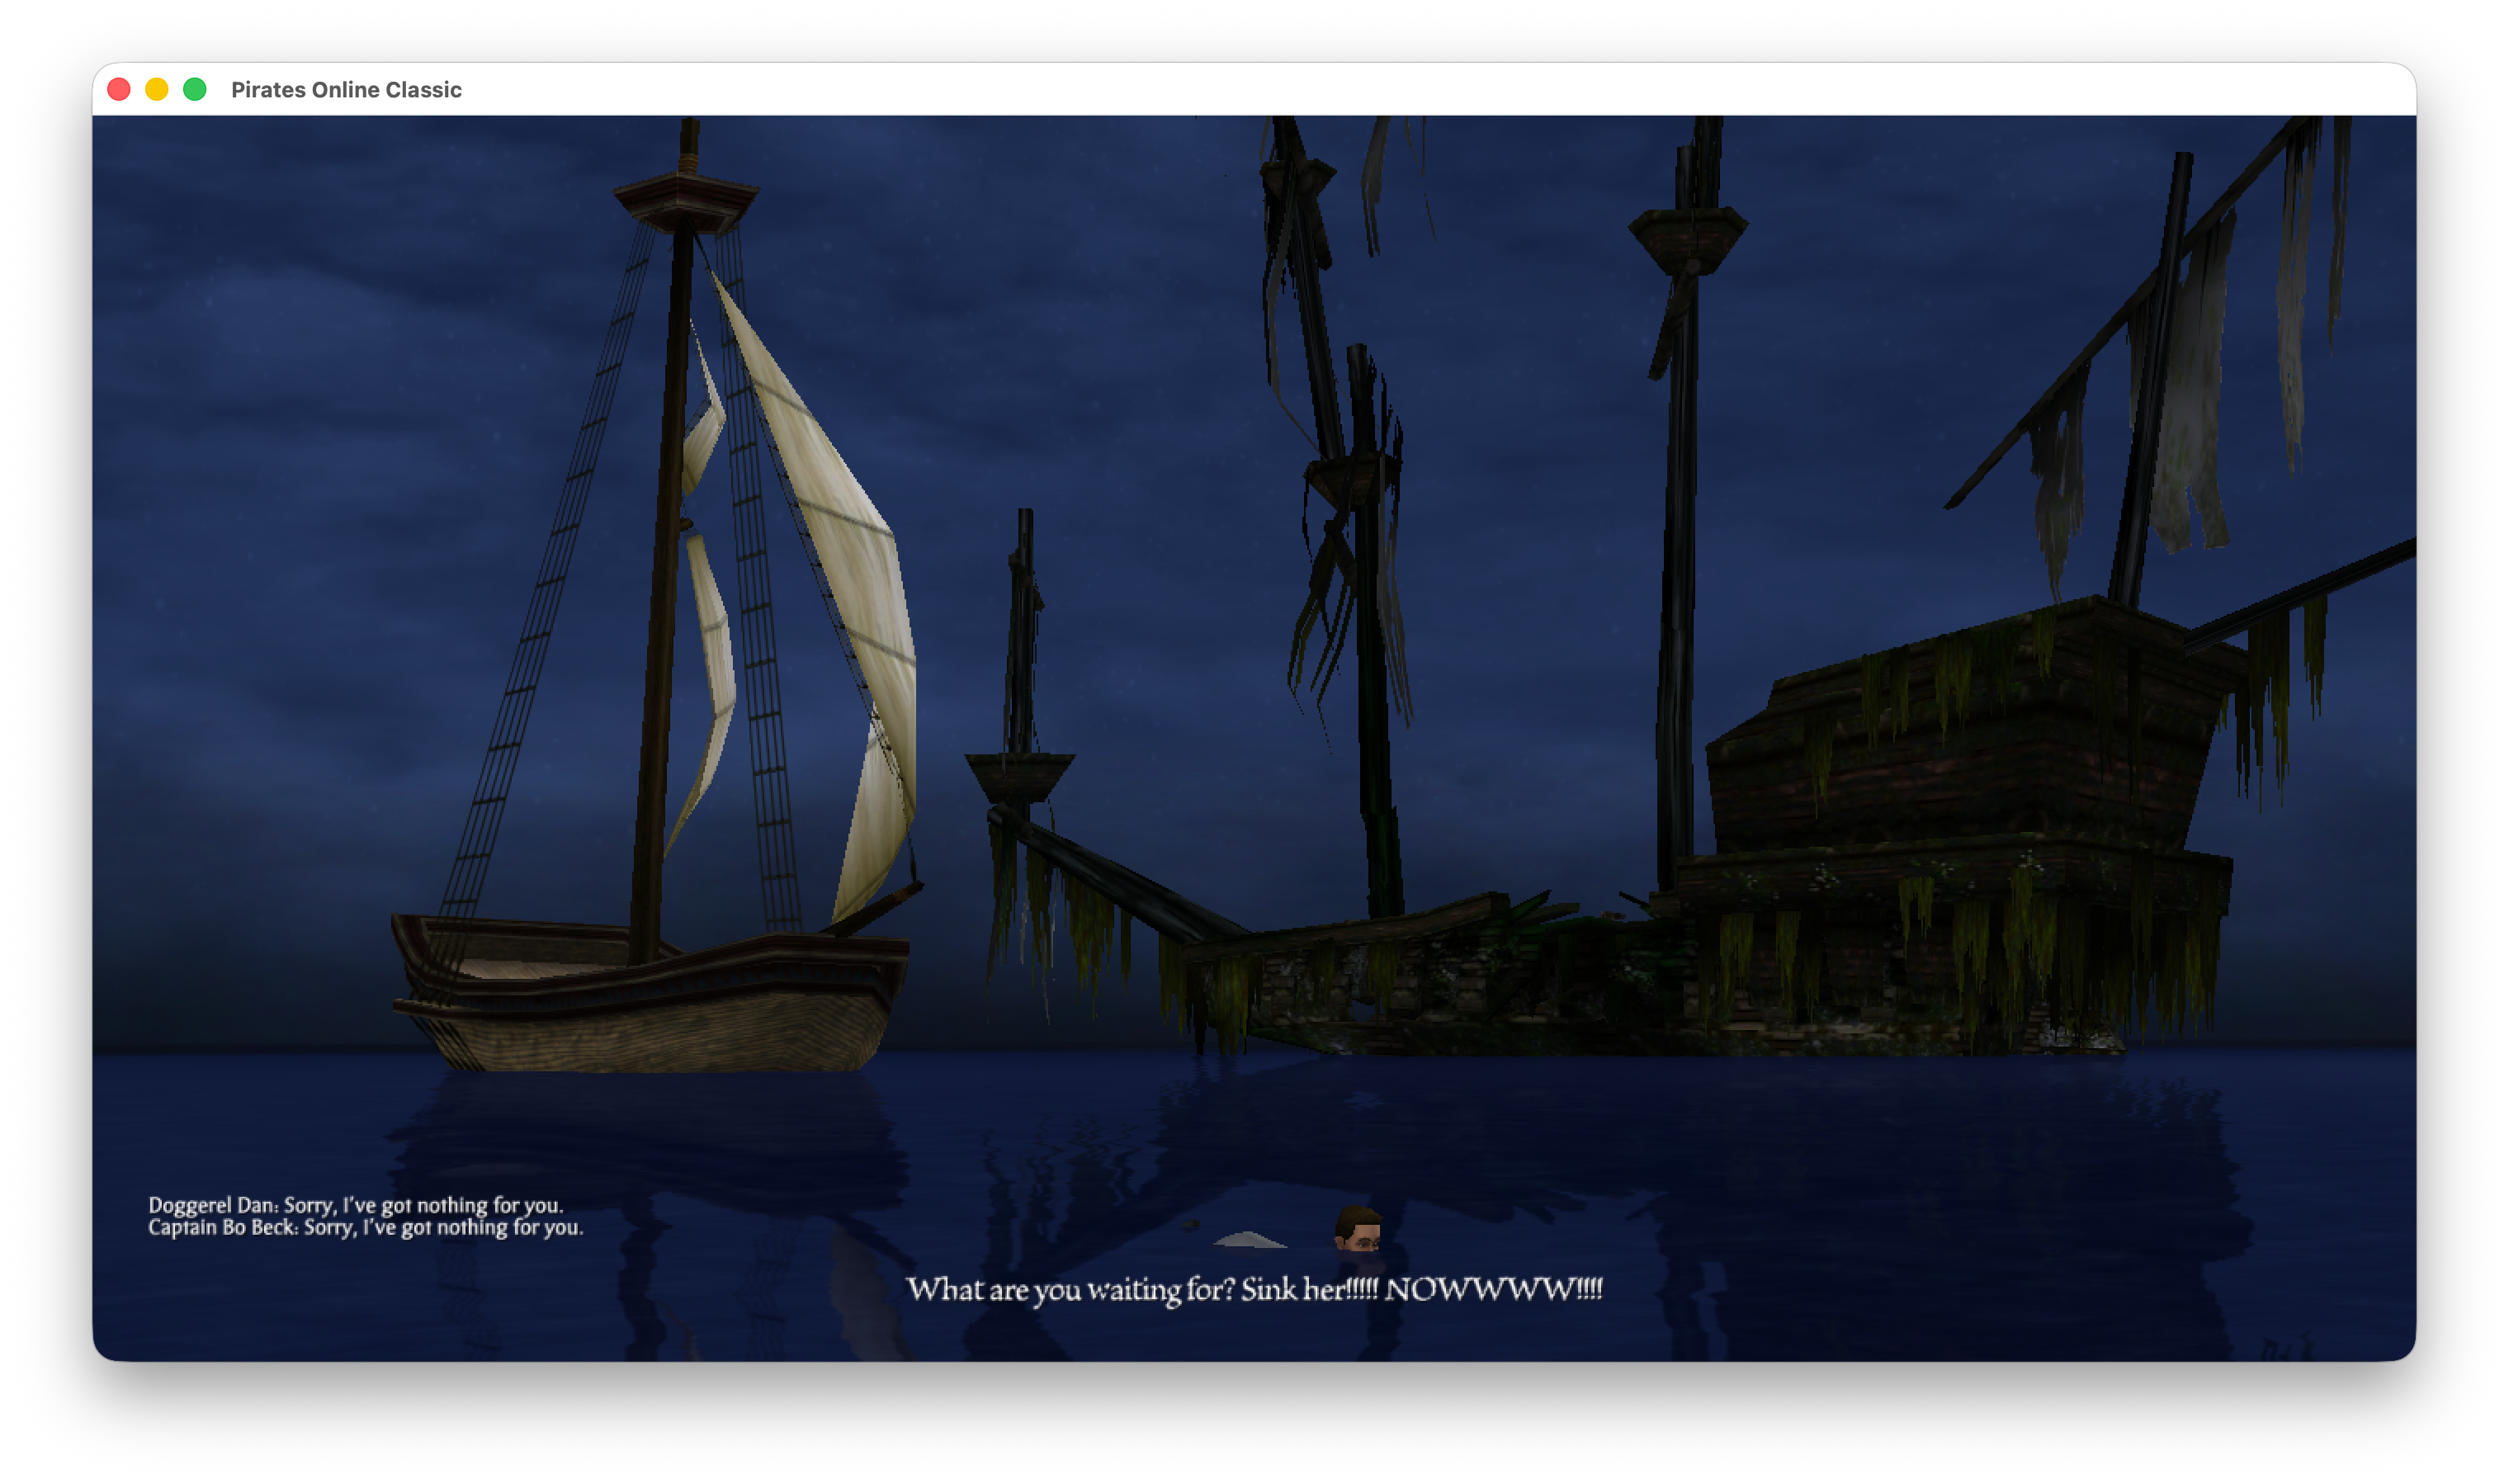 Pirates Online Classic
Doggerel Dan: Sorry, I've got nothing for you.
Captain Bo Beck: Sorry, I've got nothing for you.
What are you waiting for? Sink her!!!!! NOWWWW!!!!